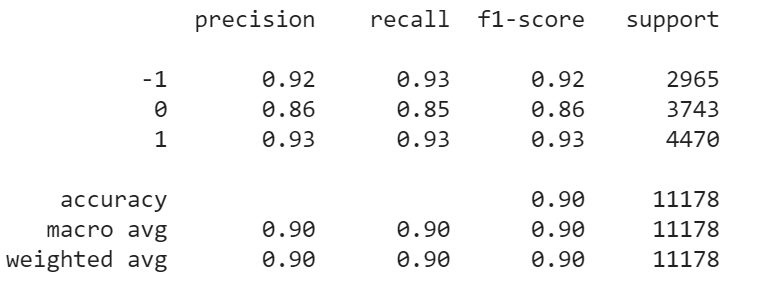 precision recall f1-score support
-1 0.92 0.93 0.92 2965
0 0.86 0.85 0.86 3743
1 0.93 0.93 0.93 4470
accuracy 0.90 11178
macro avg 0.90 0.90 0.90 11178
weighted avg 0.90 0.90 0.90 11178